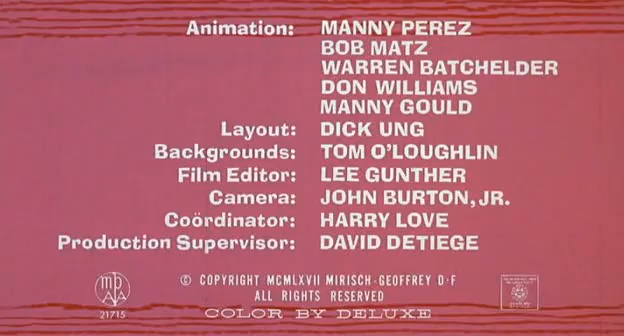 Animation: MANNY PEREZ
BOB MATZ
WARREN BATCHELDER
DON WILLIAMS
MANNY GOULD
Layout: DICK UNG
Backgrounds: TOM O'LOUGHLIN
Film Editor: LEE GUNTHER
Camera: JOHN BURTON, JR.
Coördinator: HARRY LOVE
Production Supervisor: DAVID DETIEGE
© COPYRIGHT MCMLXVII MIRISCH-GEOFFREY D-F
ALL RIGHTS RESERVED
COLOR BY DELUXE
mpAA
21715